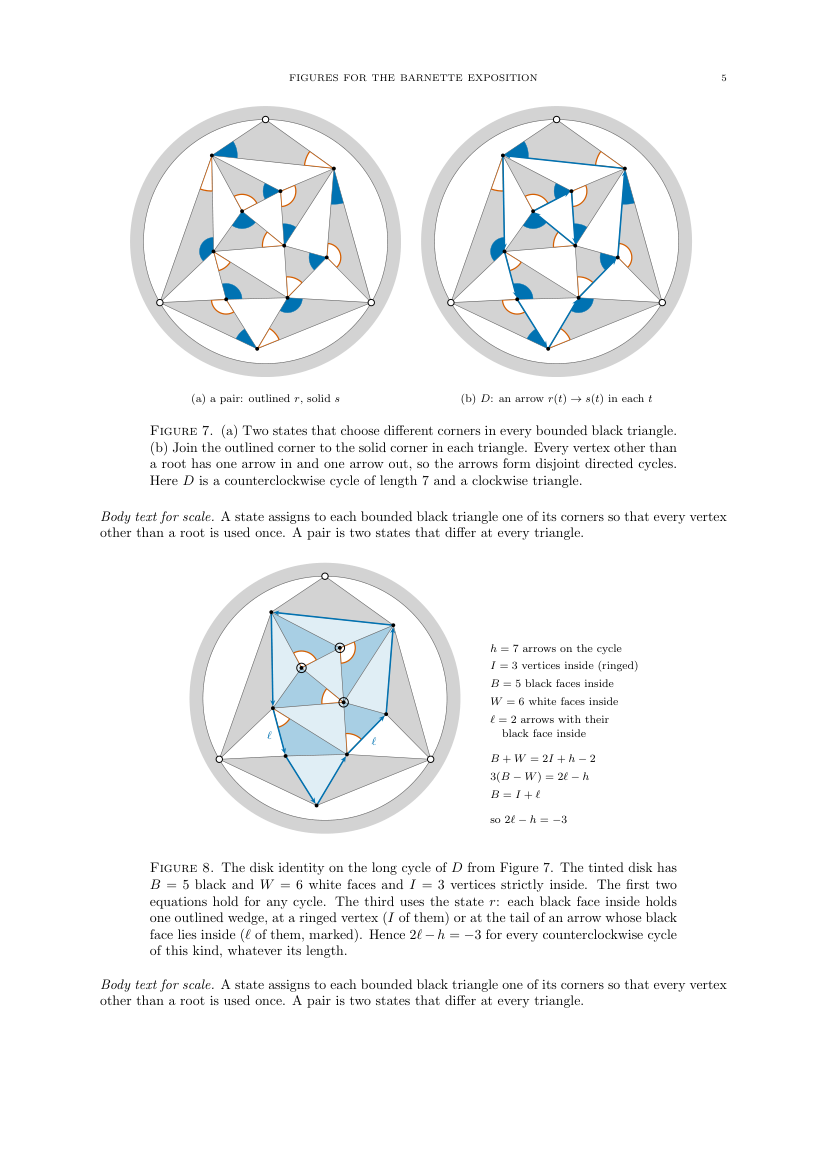 FIGURES FOR THE BARNETTE EXPOSITION 5
(a) a pair: outlined r, solid s
(b) D: an arrow r(t) → s(t) in each t
Figure 7. (a) Two states that choose different corners in every bounded black triangle.
(b) Join the outlined corner to the solid corner in each triangle. Every vertex other than
a root has one arrow in and one arrow out, so the arrows form disjoint directed cycles.
Here D is a counterclockwise cycle of length 7 and a clockwise triangle.
Body text for scale. A state assigns to each bounded black triangle one of its corners so that every vertex
other than a root is used once. A pair is two states that differ at every triangle.
ℓ
ℓ
h = 7 arrows on the cycle
I = 3 vertices inside (ringed)
B = 5 black faces inside
W = 6 white faces inside
ℓ = 2 arrows with their
black face inside
B + W = 2I + h − 2
3(B − W) = 2ℓ − h
B = I + ℓ
so 2ℓ − h = −3
Figure 8. The disk identity on the long cycle of D from Figure 7. The tinted disk has
B = 5 black and W = 6 white faces and I = 3 vertices strictly inside. The first two
equations hold for any cycle. The third uses the state r: each black face inside holds
one outlined wedge, at a ringed vertex (I of them) or at the tail of an arrow whose black
face lies inside (ℓ of them, marked). Hence 2ℓ − h = −3 for every counterclockwise cycle
of this kind, whatever its length.
Body text for scale. A state assigns to each bounded black triangle one of its corners so that every vertex
other than a root is used once. A pair is two states that differ at every triangle.